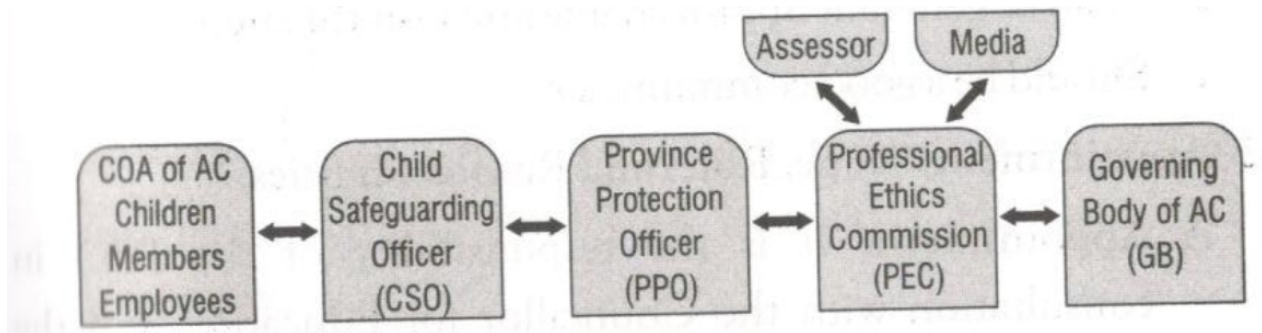 Assessor
Media
COA of AC
Children
Members
Employees
Child
Safeguarding
Officer
(CSO)
Province
Protection
Officer
(PPO)
Professional
Ethics
Commission
(PEC)
Governing
Body of AC
(GB)